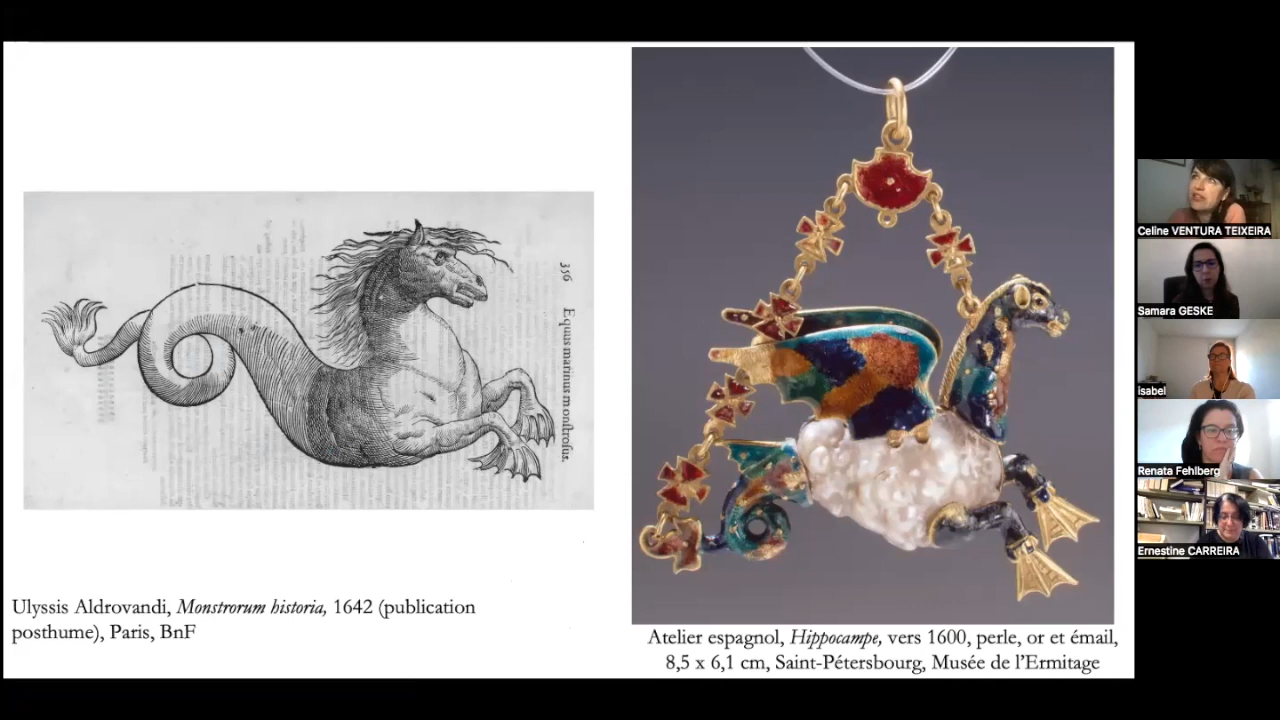 356 Equus marinus monstrosus.
Ulyssis Aldrovandi, Monstrorum historia, 1642 (publication
posthume), Paris, BnF
Atelier espagnol, Hippocampe, vers 1600, perle, or et émail,
8,5 x 6,1 cm, Saint-Pétersbourg, Musée de l’Ermitage
Celine VENTURA TEIXEIRA
Samara GESKE
isabel
Renata Fehlberg
Ernestine CARREIRA